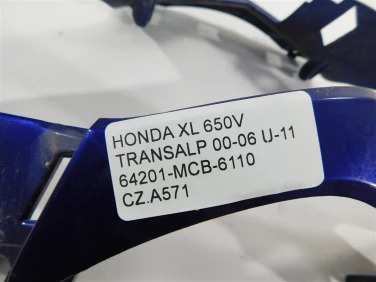 HONDA XL 650V
TRANSALP 00-06 U-11
64201-MCB-6110
CZ.A571